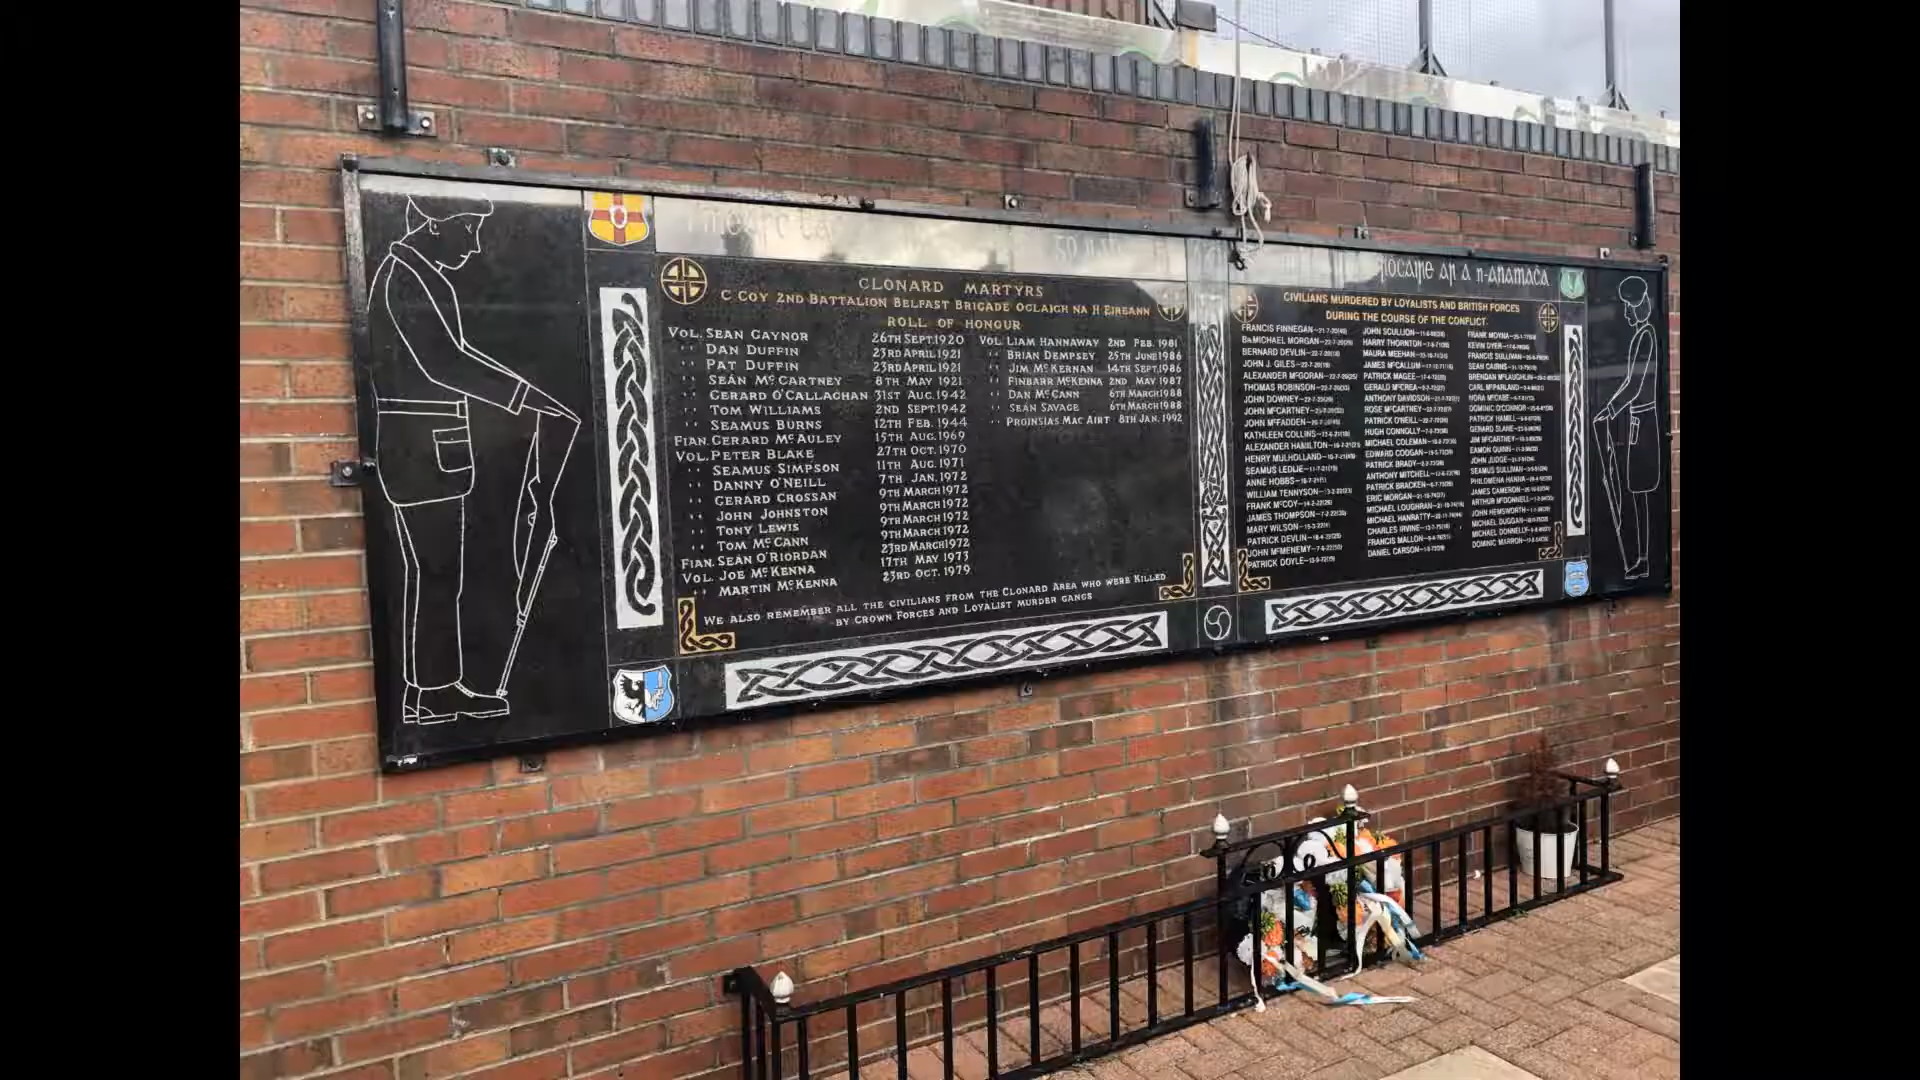 fiocaire ar a n-anamaċa
CLONARD MARTYRS
C COY 2ND BATTALION BELFAST BRIGADE OGLAIGH NA H EIREANN
ROLL OF HONOUR
VOL. SEAN GAYNOR 26TH SEPT. 1920
'' DAN DUFFIN 23RD APRIL 1921
'' PAT DUFFIN 23RD APRIL 1921
'' SEÁN McCARTNEY 8TH MAY 1921
'' GERARD O'CALLAGHAN 31ST AUG. 1942
'' TOM WILLIAMS 2ND SEPT. 1942
'' SEAMUS BURNS 12TH FEB. 1944
FIAN. GERARD McAULEY 15TH AUG. 1969
VOL. PETER BLAKE 27TH OCT. 1970
'' SEAMUS SIMPSON 11TH AUG. 1971
'' DANNY O'NEILL 7TH JAN. 1972
'' GERARD CROSSAN 9TH MARCH 1972
'' JOHN JOHNSTON 9TH MARCH 1972
'' TONY LEWIS 9TH MARCH 1972
'' TOM McCANN 9TH MARCH 1972
FIAN. SEÁN O'RIORDAN 23RD MARCH 1972
VOL. JOE McKENNA 17TH MAY 1973
'' MARTIN McKENNA 23RD OCT. 1979
VOL. LIAM HANNAWAY 2ND FEB. 1981
'' BRIAN DEMPSEY 25TH JUNE 1986
'' JIM McKERNAN 14TH SEPT. 1986
'' FINBARR McKENNA 2ND MAY 1987
'' DAN McCANN 6TH MARCH 1988
'' SEÁN SAVAGE 6TH MARCH 1988
'' PROINSIAS MAC AIRT 8TH JAN. 1992
WE ALSO REMEMBER ALL THE CIVILIANS FROM THE CLONARD AREA WHO WERE KILLED
BY CROWN FORCES AND LOYALIST MURDER GANGS
CIVILIANS MURDERED BY LOYALISTS AND BRITISH FORCES
DURING THE COURSE OF THE CONFLICT.
FRANCIS FINNEGAN
MICHAEL MORGAN
BERNARD DEVLIN
JOHN J. GILES
ALEXANDER McGORAN
THOMAS ROBINSON
JOHN DOWNEY
JOHN McCARTNEY
JOHN McFADDEN
KATHLEEN COLLINS
ALEXANDER HAMILTON
HENRY MULHOLLAND
SEAMUS LEDLIE
ANNE HOBBS
WILLIAM TENNYSON
FRANK McCOY
JAMES THOMPSON
MARY WILSON
PATRICK DEVLIN
JOHN McMENEMY
PATRICK DOYLE
JOHN SCULLION
HARRY THORNTON
MAURA MEEHAN
JAMES McCALLUM
PATRICK MAGEE
GERALD McCREA
ANTHONY DAVIDSON
ROSE McCARTNEY
PATRICK O'NEILL
HUGH CONNOLLY
MICHAEL COLEMAN
EDWARD COOGAN
PATRICK BRADY
ANTHONY MITCHELL
PATRICK BRACKEN
ERIC MORGAN
MICHAEL LOUGHRAN
MICHAEL HANRATTY
CHARLES IRVINE
FRANCIS MALLON
DANIEL CARSON
FRANK MOYNA
KEVIN DYER
FRANCIS SULLIVAN
SEAN CAIRNS
BRENDAN McLAUGHLIN
CARL McPARLAND
NORA McCABE
DOMINIC O'CONNOR
PATRICK HAMILL
GERARD SLANE
JIM McCARTNEY
EAMON QUINN
JOHN JUDGE
SEAMUS SULLIVAN
PHILOMENA HANNA
JAMES CAMERON
ARTHUR McDONNELL
JOHN HEMSWORTH
MICHAEL DUGGAN
MICHAEL DONNELLY
DOMINIC MARRON